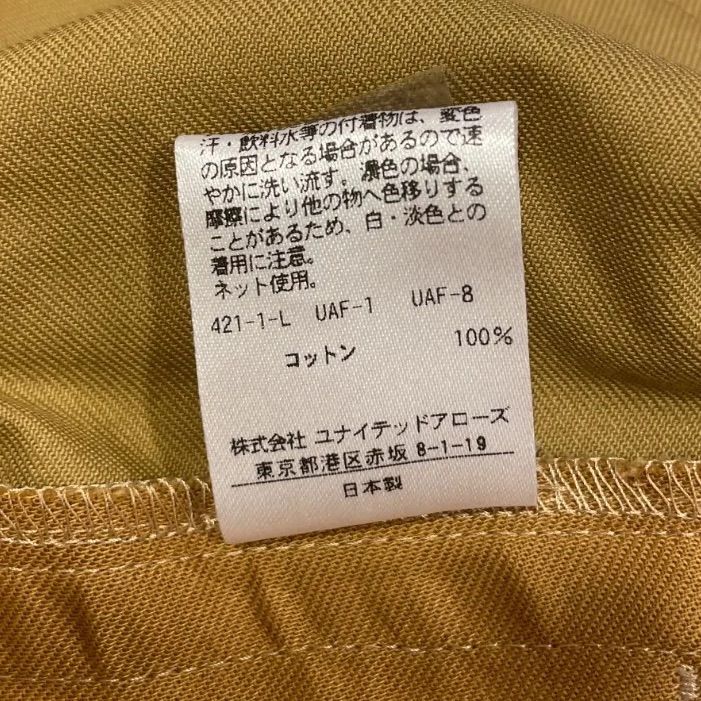 汗・飲料水等の付着物は、変色
の原因となる場合があるので速
やかに洗い流す。濃色の場合、
摩擦により他の物へ色移りする
ことがあるため、白・淡色との
着用に注意。
ネット使用。
421-1-L UAF-1 UAF-8
コットン 100%
株式会社 ユナイテッドアローズ
東京都港区赤坂 8-1-19
日本製